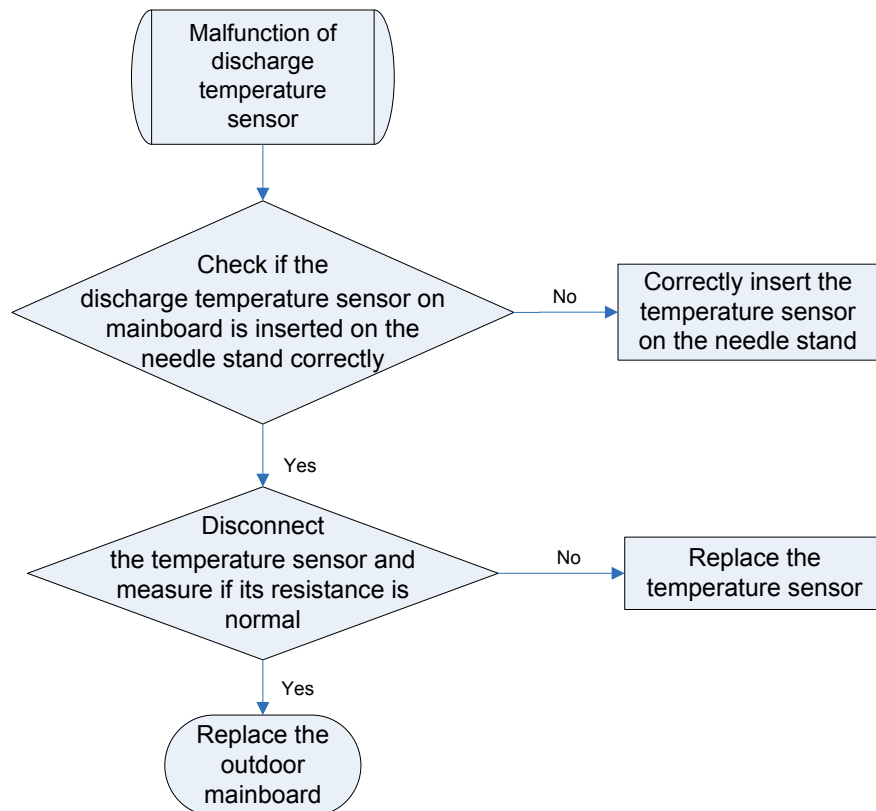 Malfunction of
discharge
temperature
sensor
Check if the
discharge temperature sensor on
mainboard is inserted on the
needle stand correctly
No
Correctly insert the
temperature sensor
on the needle stand
Yes
Disconnect
the temperature sensor and
measure if its resistance is
normal
No
Replace the
temperature sensor
Yes
Replace the
outdoor
mainboard